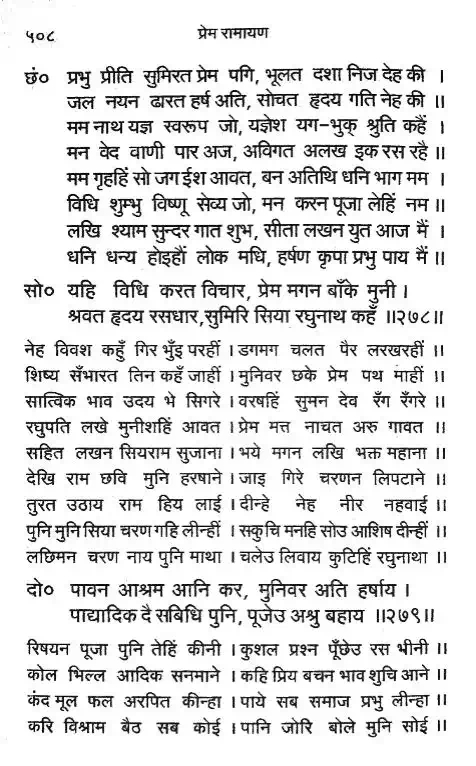 ५०८ प्रेम रामायण
छं० प्रभु प्रीति सुमिरत प्रेम पगि, भूलत दशा निज देह की ।
जल नयन ढारत हर्ष अति, सोचत हृदय गति नेह की ॥
मम नाथ यज्ञ स्वरूप जो, यज्ञेश यग-भुक् श्रुति कहैं ।
मन वेद वाणी पार अज, अविगत अलख इक रस रहै ॥
मम गृहहिं सो जग ईश आवत, बन अतिथि धनि भाग मम ।
विधि शुम्भु विष्णू सेव्य जो, मन करन पूजा लेहिं नम ॥
लखि श्याम सुन्दर गात शुभ, सीता लखन युत आज मैं ।
धनि धन्य होइहौं लोक मधि, हर्षण कृपा प्रभु पाय मैं ॥
सो० यहि विधि करत विचार, प्रेम मगन बाँके मुनी ।
श्रवत हृदय रसधार, सुमिरि सिया रघुनाथ कहँ ॥२७८॥
नेह विवश कहुँ गिर भुँइ परहीं । डगमग चलत पैर लरखरहीं ॥
शिष्य सँभारत तिन कहँ जाहीं । मुनिवर छके प्रेम पथ माहीं ॥
सात्विक भाव उदय भे सिगरे । वरषहिं सुमन देव रँग रँगरे ॥
रघुपति लखे मुनीशहिं आवत । प्रेम मत्त नाचत अरु गावत ॥
सहित लखन सियराम सुजाना । भये मगन लखि भक्त महाना ॥
देखि राम छवि मुनि हरषाने । जाइ गिरे चरणन लिपटाने ॥
तुरत उठाय राम हिय लाई । दीन्हे नेह नीर नहवाई ॥
पुनि मुनि सिया चरण गहि लीन्हीं । सकुचि मनहि सोउ आशिष दीन्हीं ॥
लछिमन चरण नाय पुनि माथा । चलेउ लिवाय कुटिहिं रघुनाथा ॥
दो० पावन आश्रम आनि कर, मुनिवर अति हर्षाय ।
पाद्यादिक दै सबिधि पुनि, पूजेउ अश्रु बहाय ॥२७९॥
रिषयन पूजा पुनि तेहिं कीनी । कुशल प्रश्न पूँछेउ रस भीनी ॥
कोल भिल्ल आदिक सनमाने । कहि प्रिय बचन भाव शुचि आने ॥
कंद मूल फल अरपित कीन्हा । पाये सब समाज प्रभु लीन्हा ॥
करि विश्राम बैठ सब कोई । पानि जोरि बोले मुनि सोई ॥